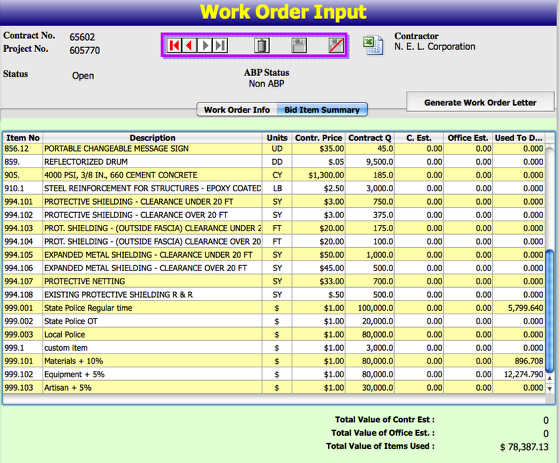 Work Order Input
Contract No. 65602
Project No. 605770
Contractor
N. E. L. Corporation
Status Open
ABP Status
Non ABP
Generate Work Order Letter
Work Order Info Bid Item Summary
Item No Description Units Contr. Price Contract Q C. Est. Office Est. Used To D...
856.12 PORTABLE CHANGEABLE MESSAGE SIGN UD $35.00 45.0 0.00 0.00 0.000
859. REFLECTORIZED DRUM DD $.05 9,500.0 0.00 0.00 0.000
905. 4000 PSI, 3/8 IN., 660 CEMENT CONCRETE CY $1,300.00 185.0 0.00 0.00 0.000
910.1 STEEL REINFORCEMENT FOR STRUCTURES - EPOXY COATED LB $2.50 3,000.0 0.00 0.00 0.000
994.101 PROTECTIVE SHIELDING - CLEARANCE UNDER 20 FT SY $3.00 750.0 0.00 0.00 0.000
994.102 PROTECTIVE SHIELDING - CLEARANCE OVER 20 FT SY $3.00 375.0 0.00 0.00 0.000
994.103 PROT. SHIELDING - (OUTSIDE FASCIA) CLEARANCE UNDER 2 FT $20.00 175.0 0.00 0.00 0.000
994.104 PROT. SHIELDING - (OUTSIDE FASCIA) CLEARANCE OVER 20 FT $20.00 100.0 0.00 0.00 0.000
994.105 EXPANDED METAL SHIELDING - CLEARANCE UNDER 20 FT SY $50.00 1,000.0 0.00 0.00 0.000
994.106 EXPANDED METAL SHIELDING - CLEARANCE OVER 20 FT SY $45.00 500.0 0.00 0.00 0.000
994.107 PROTECTIVE NETTING SY $33.00 700.0 0.00 0.00 0.000
994.108 EXISTING PROTECTIVE SHIELDING R & R SY $.50 500.0 0.00 0.00 0.000
999.001 State Police Regular time $ $1.00 100,000.0 0.00 0.00 5,799.640
999.002 State Police OT $ $1.00 20,000.0 0.00 0.00 0.000
999.003 Local Police $ $1.00 80,000.0 0.00 0.00 0.000
999.1 custom item $ $1.00 3,000.0 0.00 0.00 0.000
999.101 Materials + 10% $ $1.00 80,000.0 0.00 0.00 896.708
999.102 Equipment + 5% $ $1.00 80,000.0 0.00 0.00 12,274.790
999.103 Artisan + 5% $ $1.00 30,000.0 0.00 0.00 0.000
Total Value of Contr Est : 0
Total Value of Office Est. : 0
Total Value of Items Used : $ 78,387.13